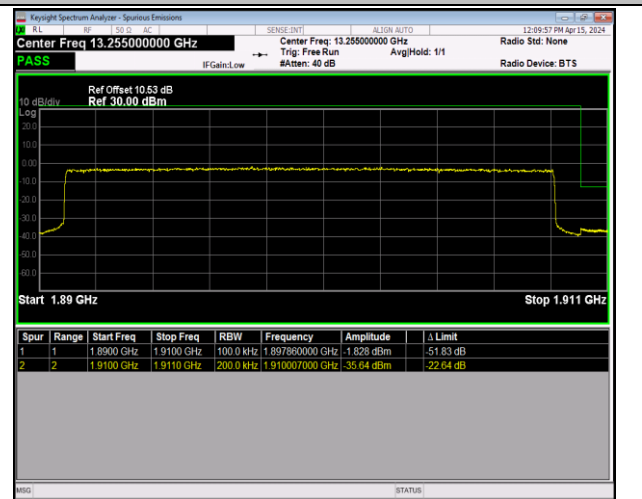 Keysight Spectrum Analyzer - Spurious Emissions
RL RF 50 Ω AC SENSE:INT ALIGN AUTO 12:09:57 PM Apr 15, 2024
Center Freq 13.255000000 GHz Center Freq: 13.255000000 GHz Radio Std: None
Trig: Free Run Avg|Hold: 1/1
PASS IFGain:Low #Atten: 40 dB Radio Device: BTS
Ref Offset 10.53 dB
10 dB/div Ref 30.00 dBm
Log
20.0
10.0
0.00
-10.0
-20.0
-30.0
-40.0
-50.0
-60.0
Start 1.89 GHz Stop 1.911 GHz
Spur Range Start Freq Stop Freq RBW Frequency Amplitude Δ Limit
1 1 1.8900 GHz 1.9100 GHz 100.0 kHz 1.897860000 GHz -1.828 dBm -51.83 dB
2 2 1.9100 GHz 1.9110 GHz 200.0 kHz 1.910007000 GHz -35.64 dBm -22.64 dB
MSG STATUS